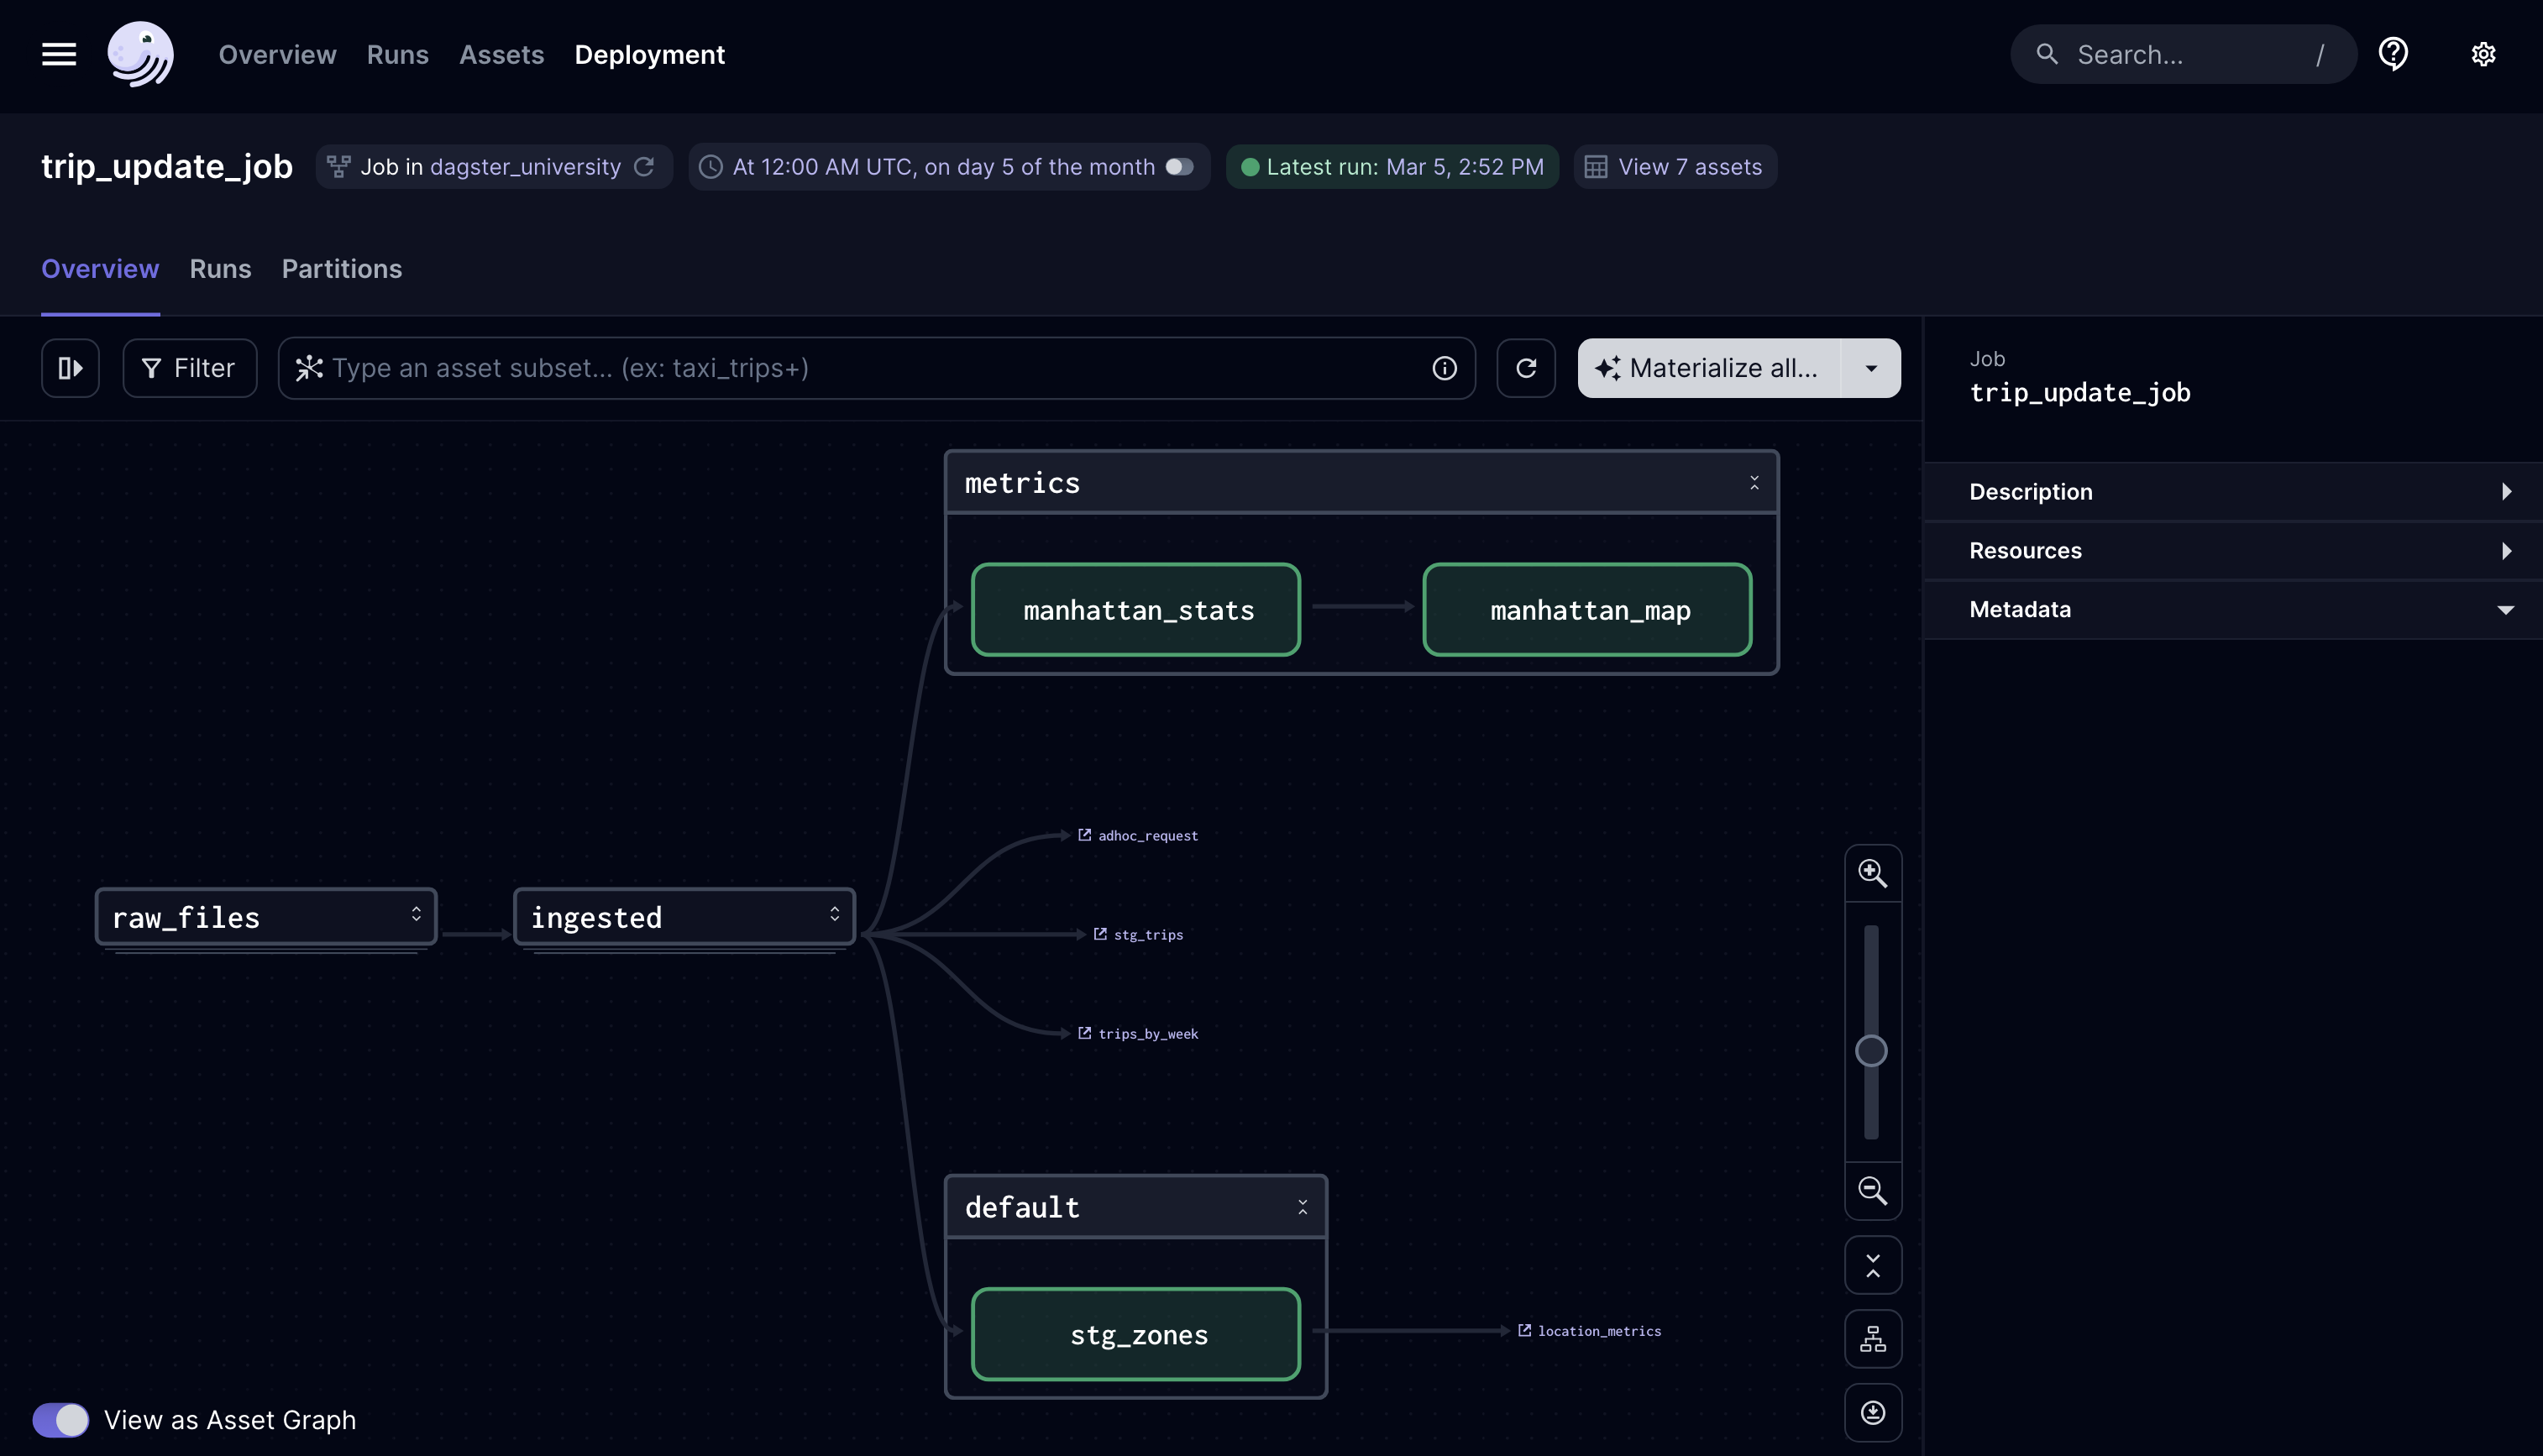 Overview Runs Assets Deployment Search... /
trip_update_job Job in dagster_university At 12:00 AM UTC, on day 5 of the month Latest run: Mar 5, 2:52 PM View 7 assets
Overview Runs Partitions
Filter Type an asset subset... (ex: taxi_trips+) Materialize all...
Job
trip_update_job
Description
Resources
Metadata
metrics
manhattan_stats manhattan_map
adhoc_request
raw_files ingested
stg_trips
trips_by_week
default
stg_zones
location_metrics
View as Asset Graph